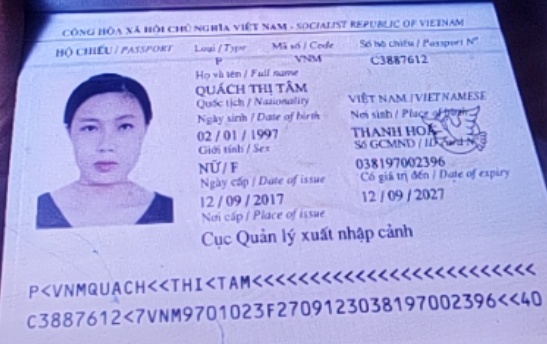 CỘNG HÒA XÃ HỘI CHỦ NGHĨA VIỆT NAM - SOCIALIST REPUBLIC OF VIETNAM
HỘ CHIẾU / PASSPORT Loại / Type Mã số / Code Số hộ chiếu / Passport Nº
P VNM C3887612
Họ và tên / Full name
QUÁCH THỊ TÂM
Quốc tịch / Nationality VIỆT NAM / VIETNAMESE
Ngày sinh / Date of birth Nơi sinh / Place of birth
02 / 01 / 1997 THANH HOÁ
Giới tính / Sex Số GCMND / ID card Nº
NỮ / F 038197002396
Ngày cấp / Date of issue Có giá trị đến / Date of expiry
12 / 09 / 2017 12 / 09 / 2027
Nơi cấp / Place of issue
Cục Quản lý xuất nhập cảnh
P<VNMQUACH<<THI<TAM<<<<<<<<<<<<<<<<<<<<<<<<<
C3887612<7VNM9701023F2709123038197002396<<40